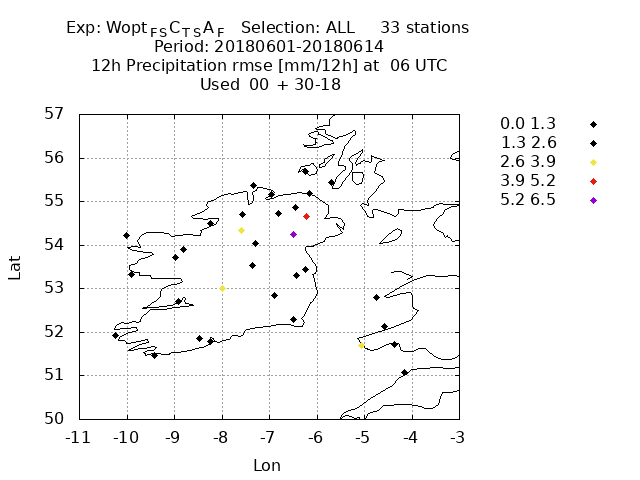 Exp: Wopt FS C TS A F   Selection: ALL     33 stations
Period: 20180601-20180614
12h Precipitation rmse [mm/12h] at  06 UTC
Used  00 + 30-18
57
56
55
54
53
52
51
50
Lat
-11 -10 -9 -8 -7 -6 -5 -4 -3
Lon
0.0 1.3
1.3 2.6
2.6 3.9
3.9 5.2
5.2 6.5